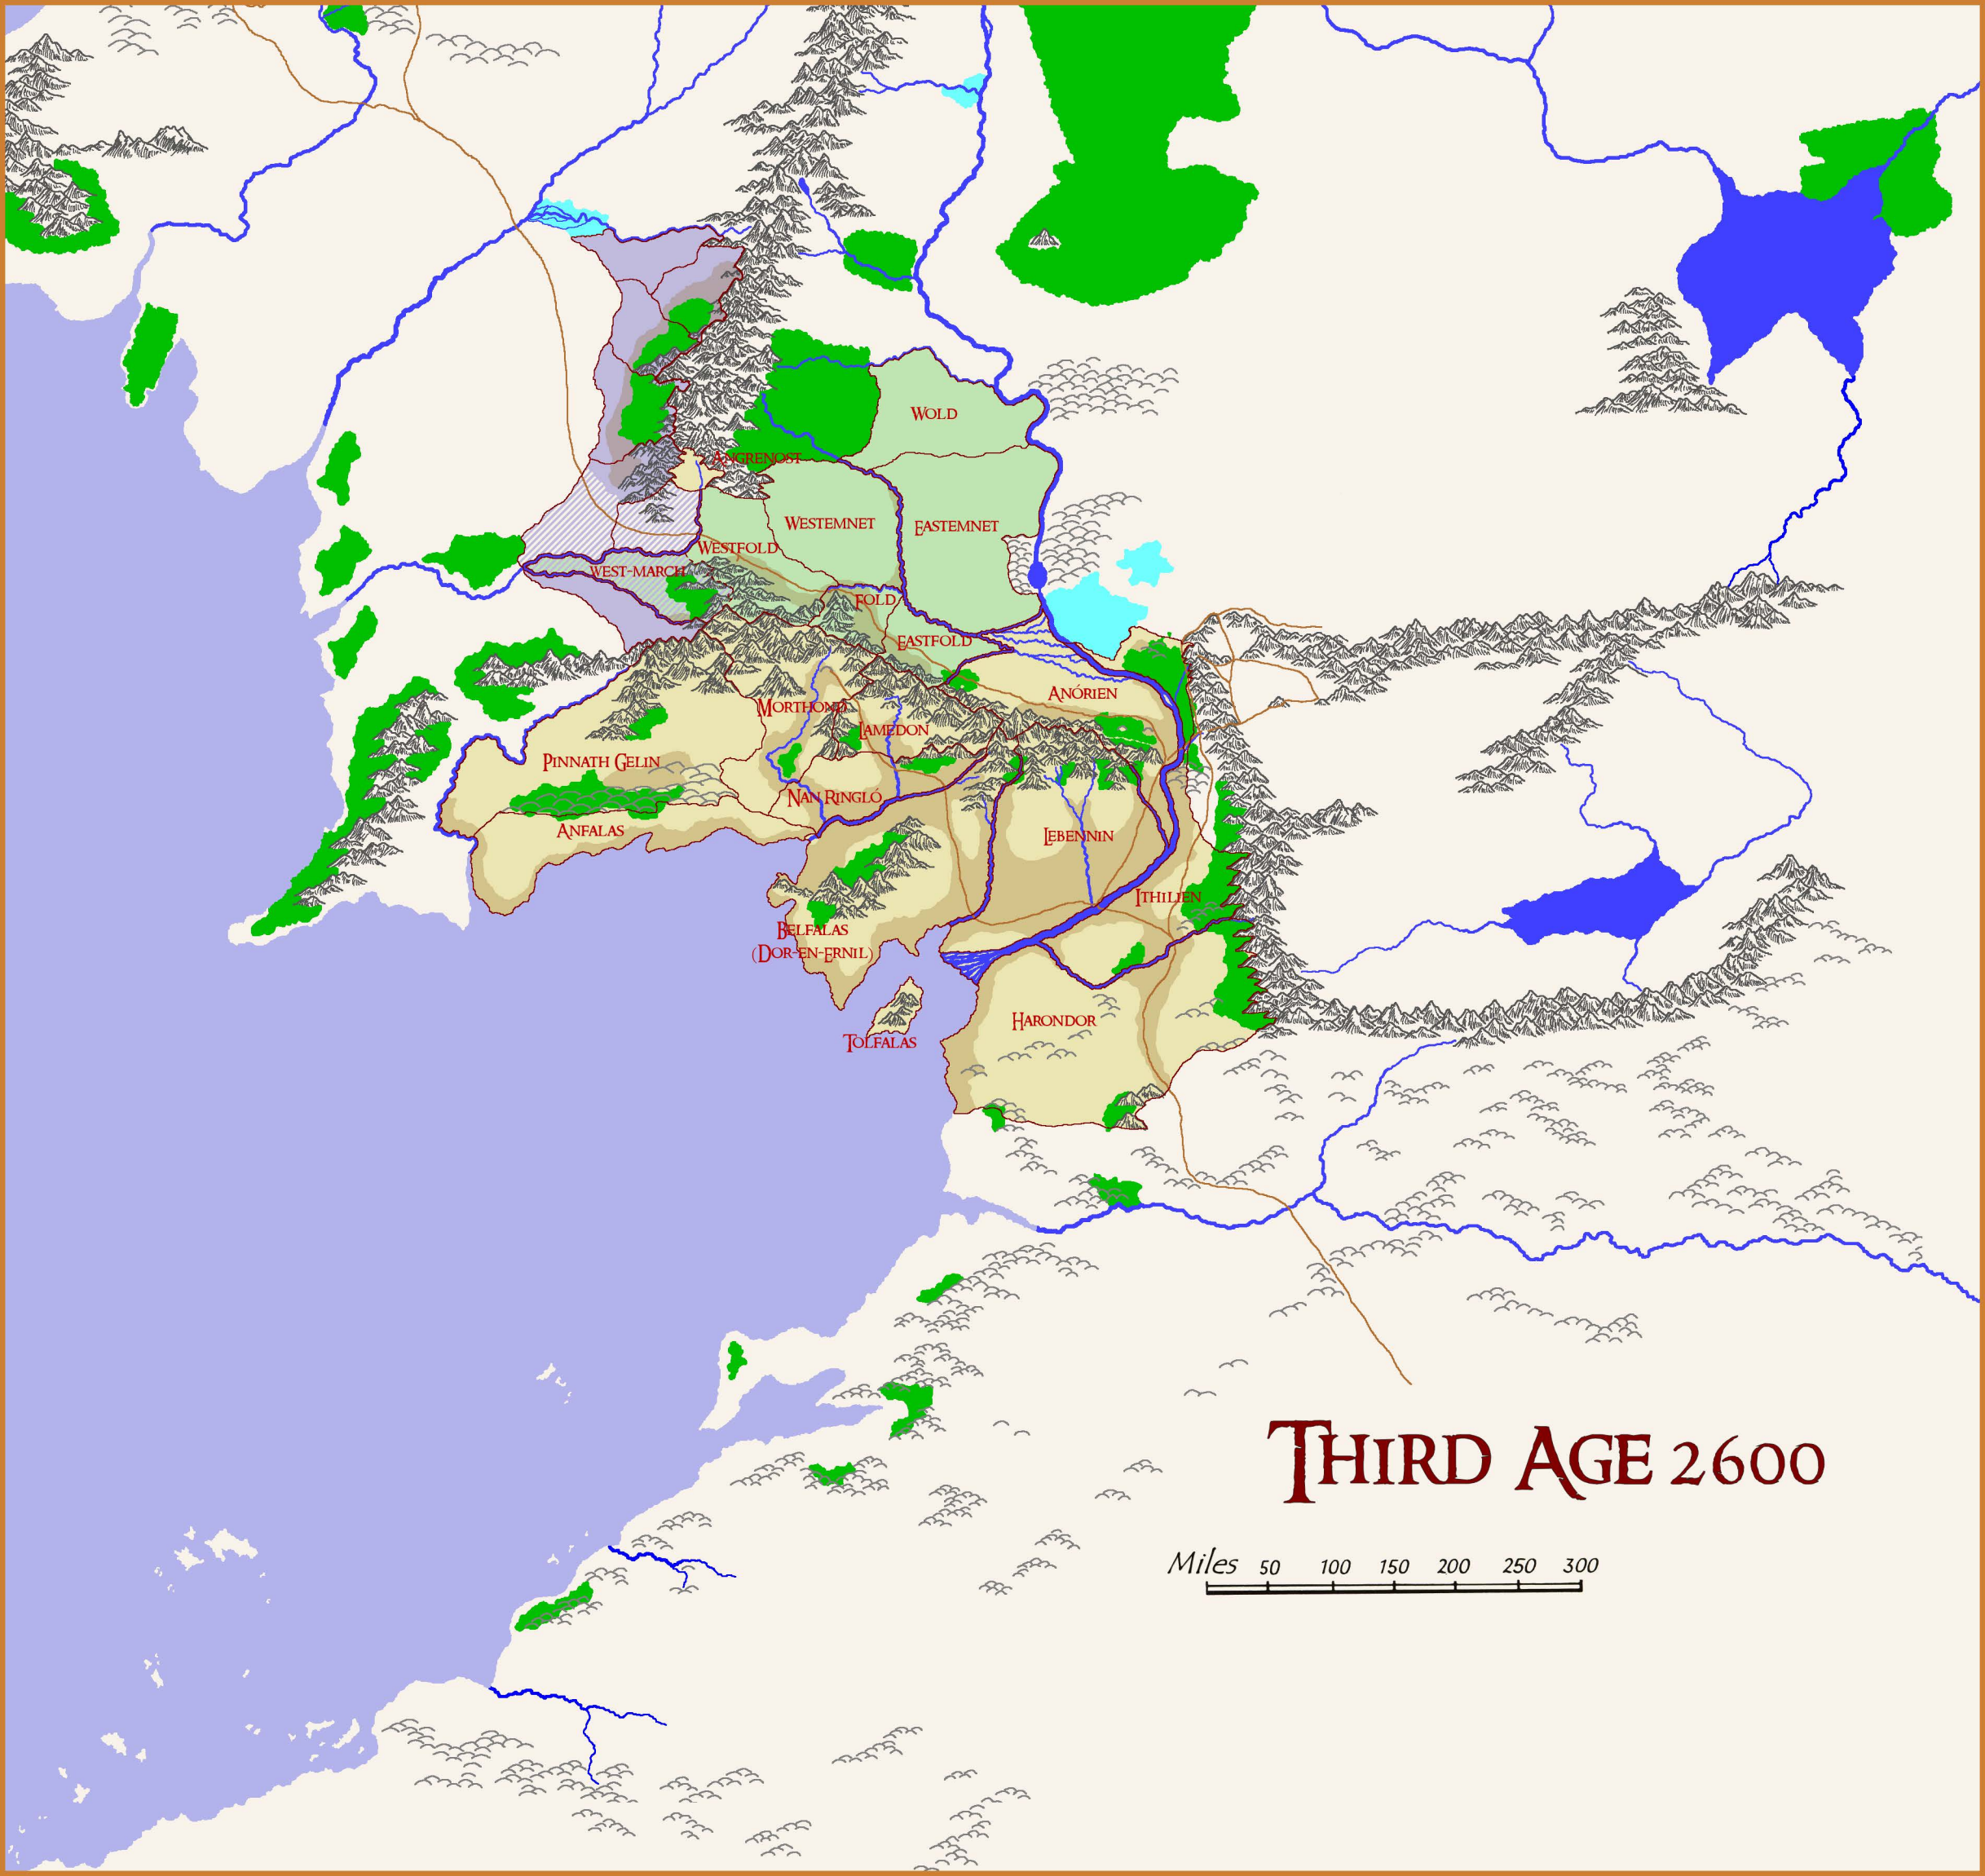 Wold
Angrenost
Westemnet
Eastemnet
Westfold
West-march
Fold
Eastfold
Anórien
Morthond
Lamedon
Pinnath Gelin
Nan Ringló
Anfalas
Lebennin
Ithilien
Belfalas
(Dor-en-Ernil)
Harondor
Tolfalas
Third Age 2600
Miles 50 100 150 200 250 300